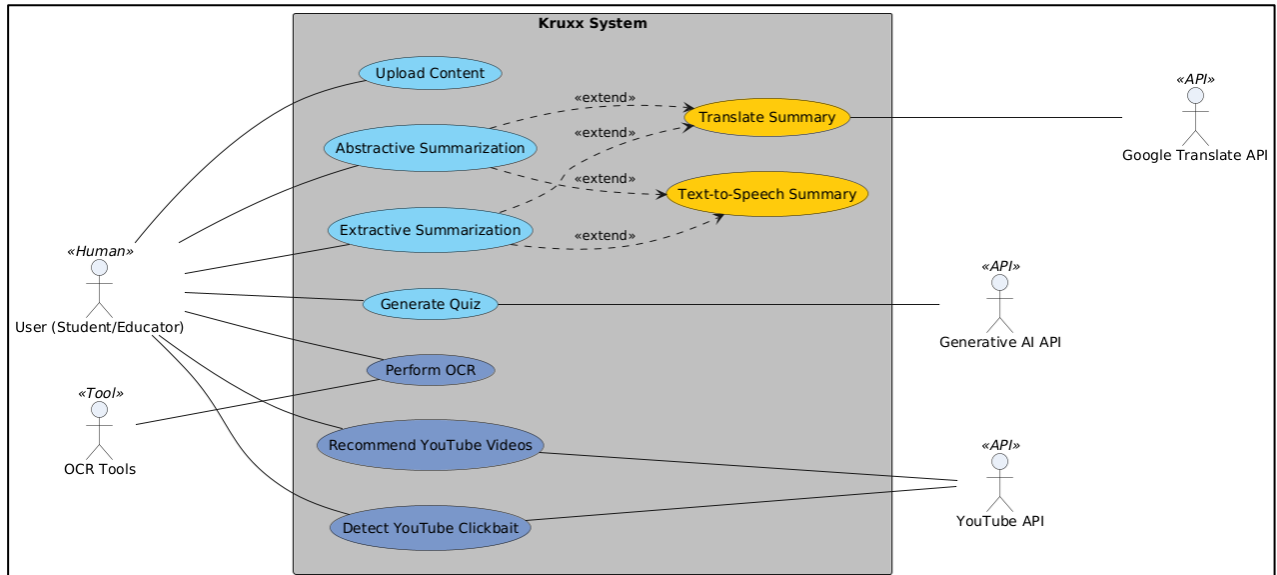 Kruxx System
Upload Content
«extend»
Translate Summary
«API»
Google Translate API
Abstractive Summarization
«extend»
«extend»
Text-to-Speech Summary
Extractive Summarization
«extend»
«Human»
User (Student/Educator)
Generate Quiz
«API»
Generative AI API
Perform OCR
«Tool»
OCR Tools
Recommend YouTube Videos
«API»
YouTube API
Detect YouTube Clickbait